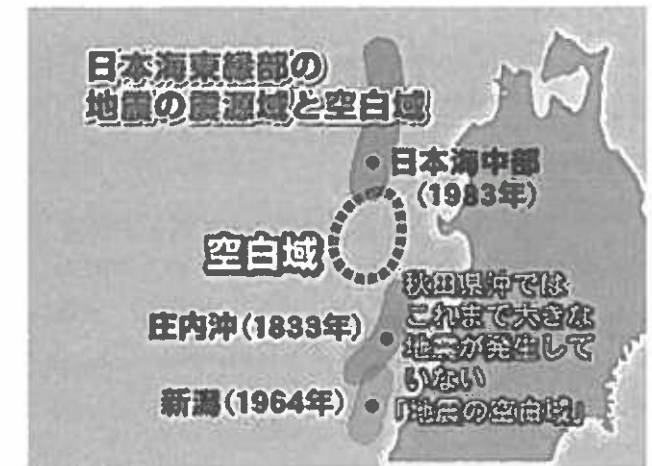 日本海東縁部の
地震の震源域と空白域
日本海中部
(1983年)
空白域
秋田県沖では
これまで大きな
地震が発生して
いない
「地震の空白域」
庄内沖(1833年)
新潟(1964年)